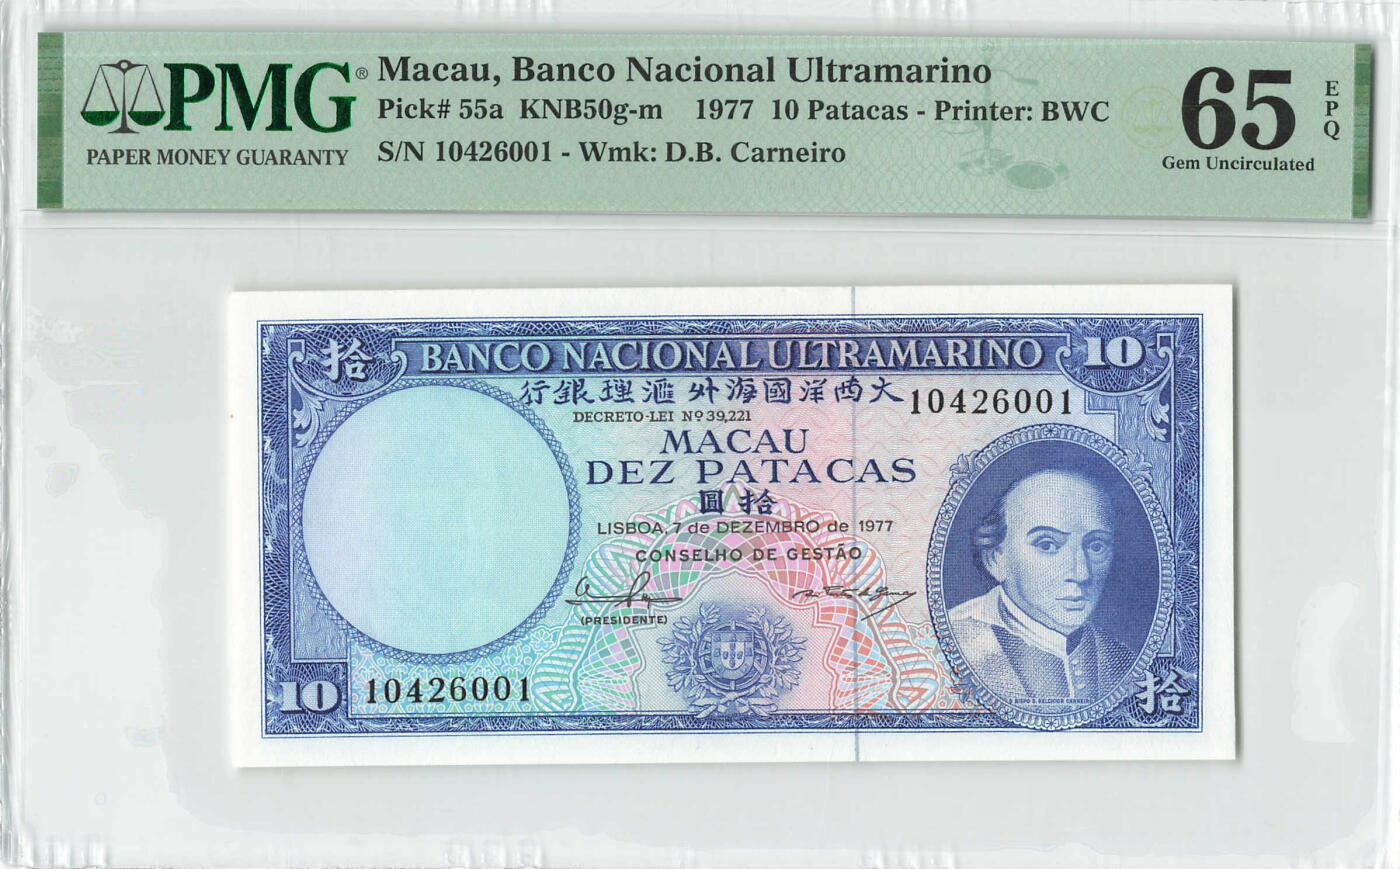 PMG®
PAPER MONEY GUARANTY
Macau, Banco Nacional Ultramarino
Pick# 55a KNB50g-m 1977 10 Patacas - Printer: BWC
S/N 10426001 - Wmk: D.B. Carneiro
65
EPQ
Gem Uncirculated
拾 BANCO NACIONAL ULTRAMARINO 10
行銀理滙外海國洋西大
10426001
DECRETO-LEI Nº 39,221
MACAU
DEZ PATACAS
圓拾
LISBOA, 7 de DEZEMBRO de 1977
CONSELHO DE GESTÃO
(PRESIDENTE)
10 10426001
D. BISPO D. BELCHIOR CARNEIRO
拾